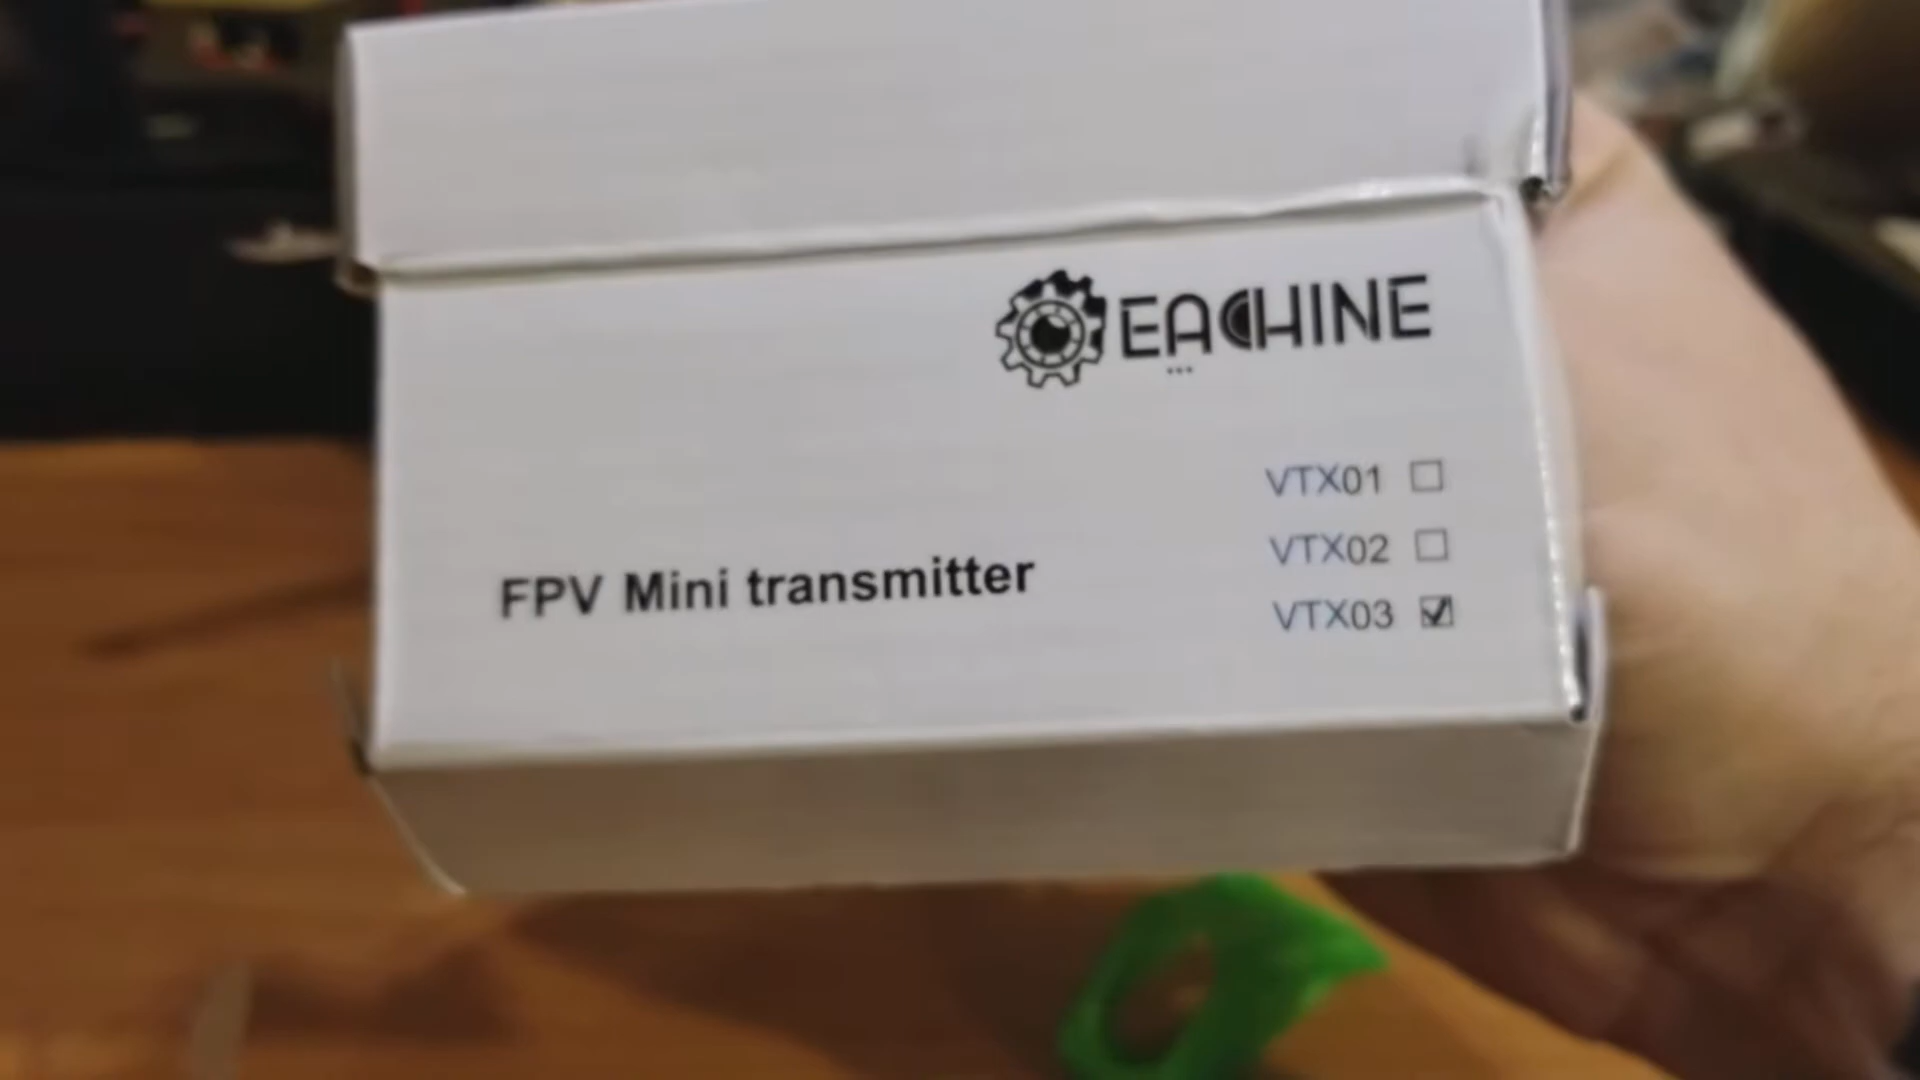 EACHINE
VTX01 ☐
VTX02 ☐
FPV Mini transmitter
VTX03 ☑